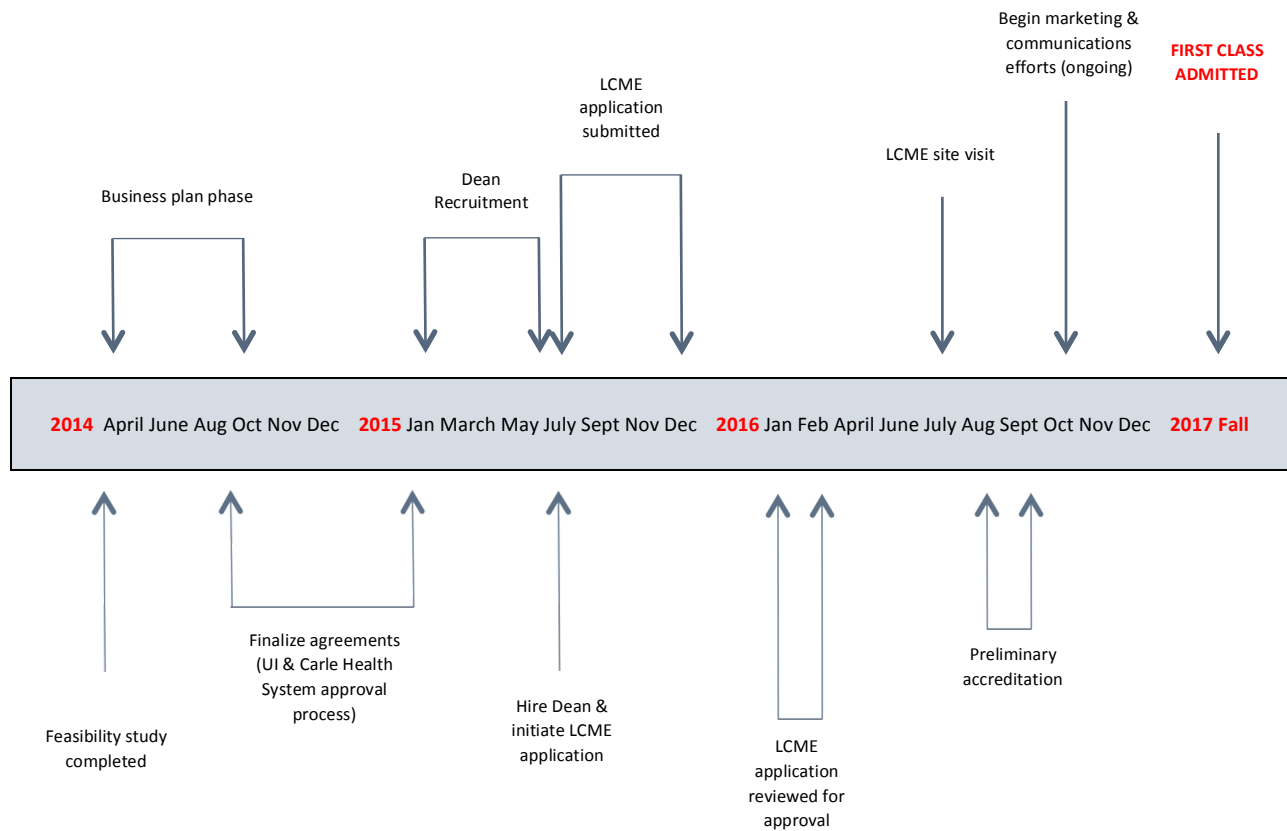 Begin marketing &
communications
efforts (ongoing)
FIRST CLASS
ADMITTED
LCME
application
submitted
LCME site visit
Dean
Recruitment
Business plan phase
2014 April June Aug Oct Nov Dec 2015 Jan March May July Sept Nov Dec 2016 Jan Feb April June July Aug Sept Oct Nov Dec 2017 Fall
Feasibility study
completed
Finalize agreements
(UI & Carle Health
System approval
process)
Hire Dean &
initiate LCME
application
LCME
application
reviewed for
approval
Preliminary
accreditation